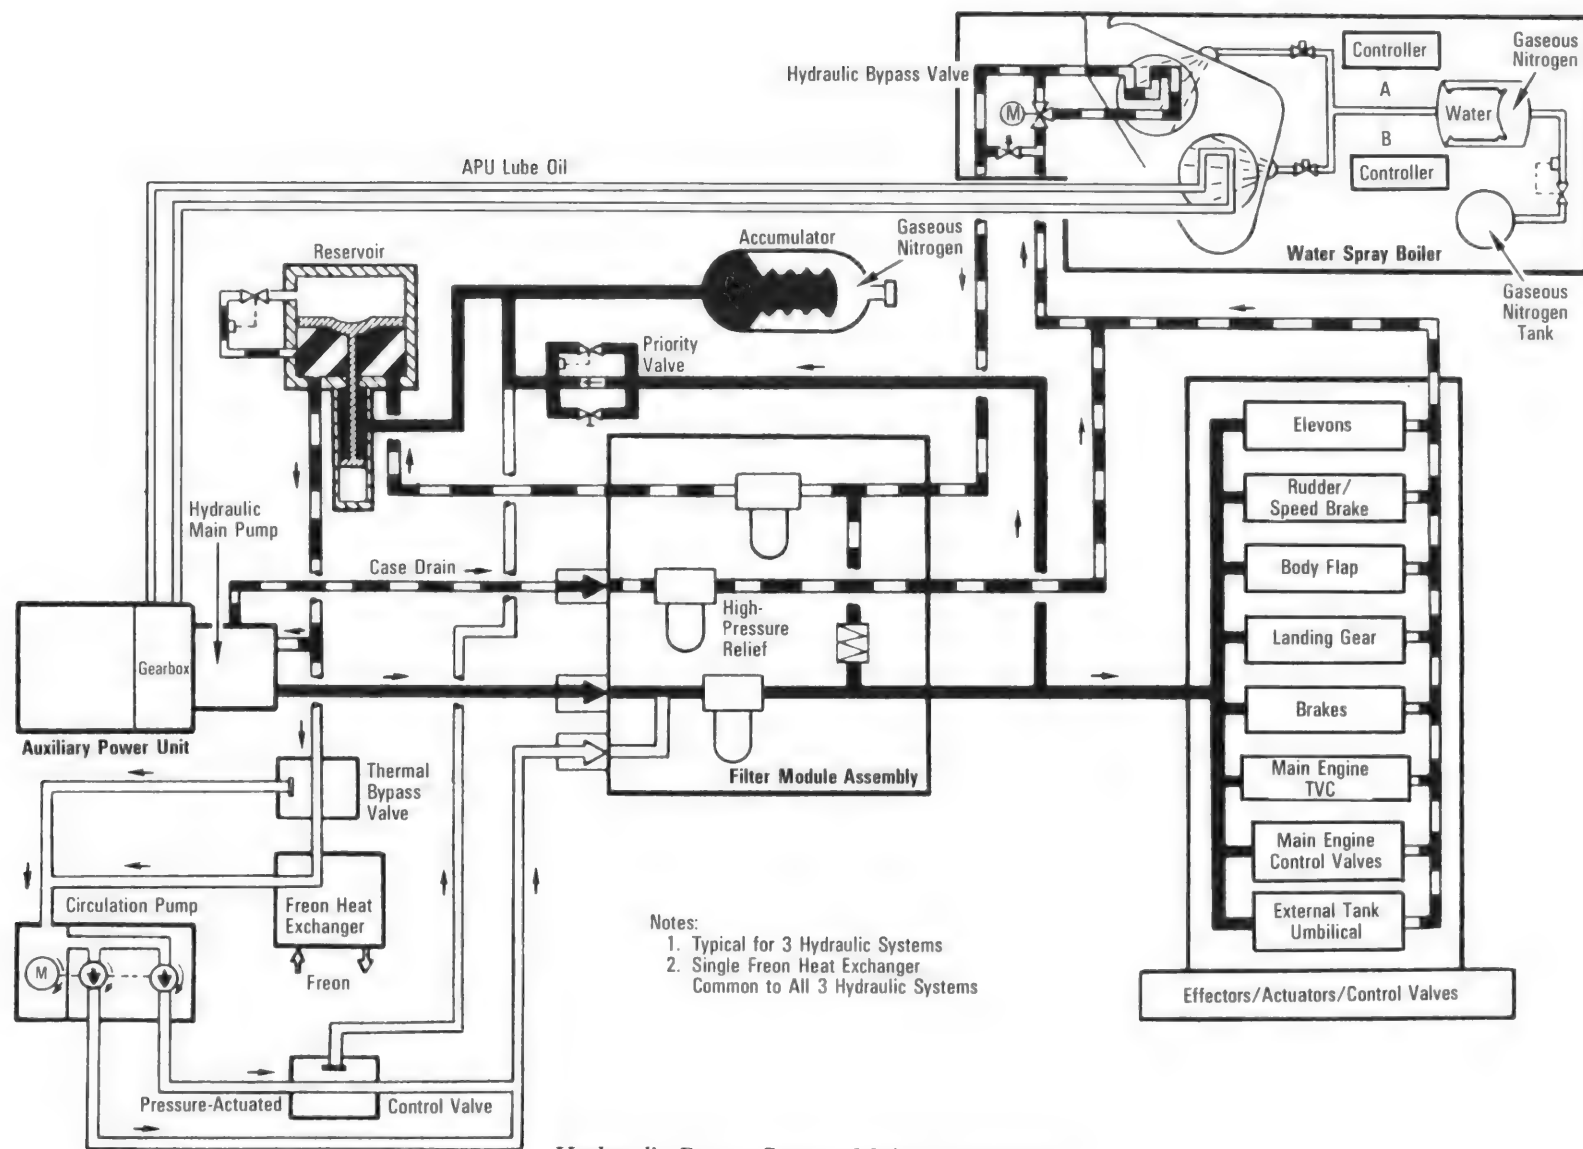 Hydraulic Bypass Valve
M
Controller
A
B
Controller
Water
Gaseous
Nitrogen
Gaseous
Nitrogen
Tank
Water Spray Boiler
APU Lube Oil
Reservoir
Accumulator
Gaseous
Nitrogen
Priority
Valve
Hydraulic
Main Pump
Case Drain
High-
Pressure
Relief
Filter Module Assembly
Gearbox
Auxiliary Power Unit
Thermal
Bypass
Valve
Circulation Pump
M
Freon Heat
Exchanger
Freon
Pressure-Actuated
Control Valve
Notes:
1. Typical for 3 Hydraulic Systems
2. Single Freon Heat Exchanger
Common to All 3 Hydraulic Systems
Elevons
Rudder/
Speed Brake
Body Flap
Landing Gear
Brakes
Main Engine
TVC
Main Engine
Control Valves
External Tank
Umbilical
Effectors/Actuators/Control Valves